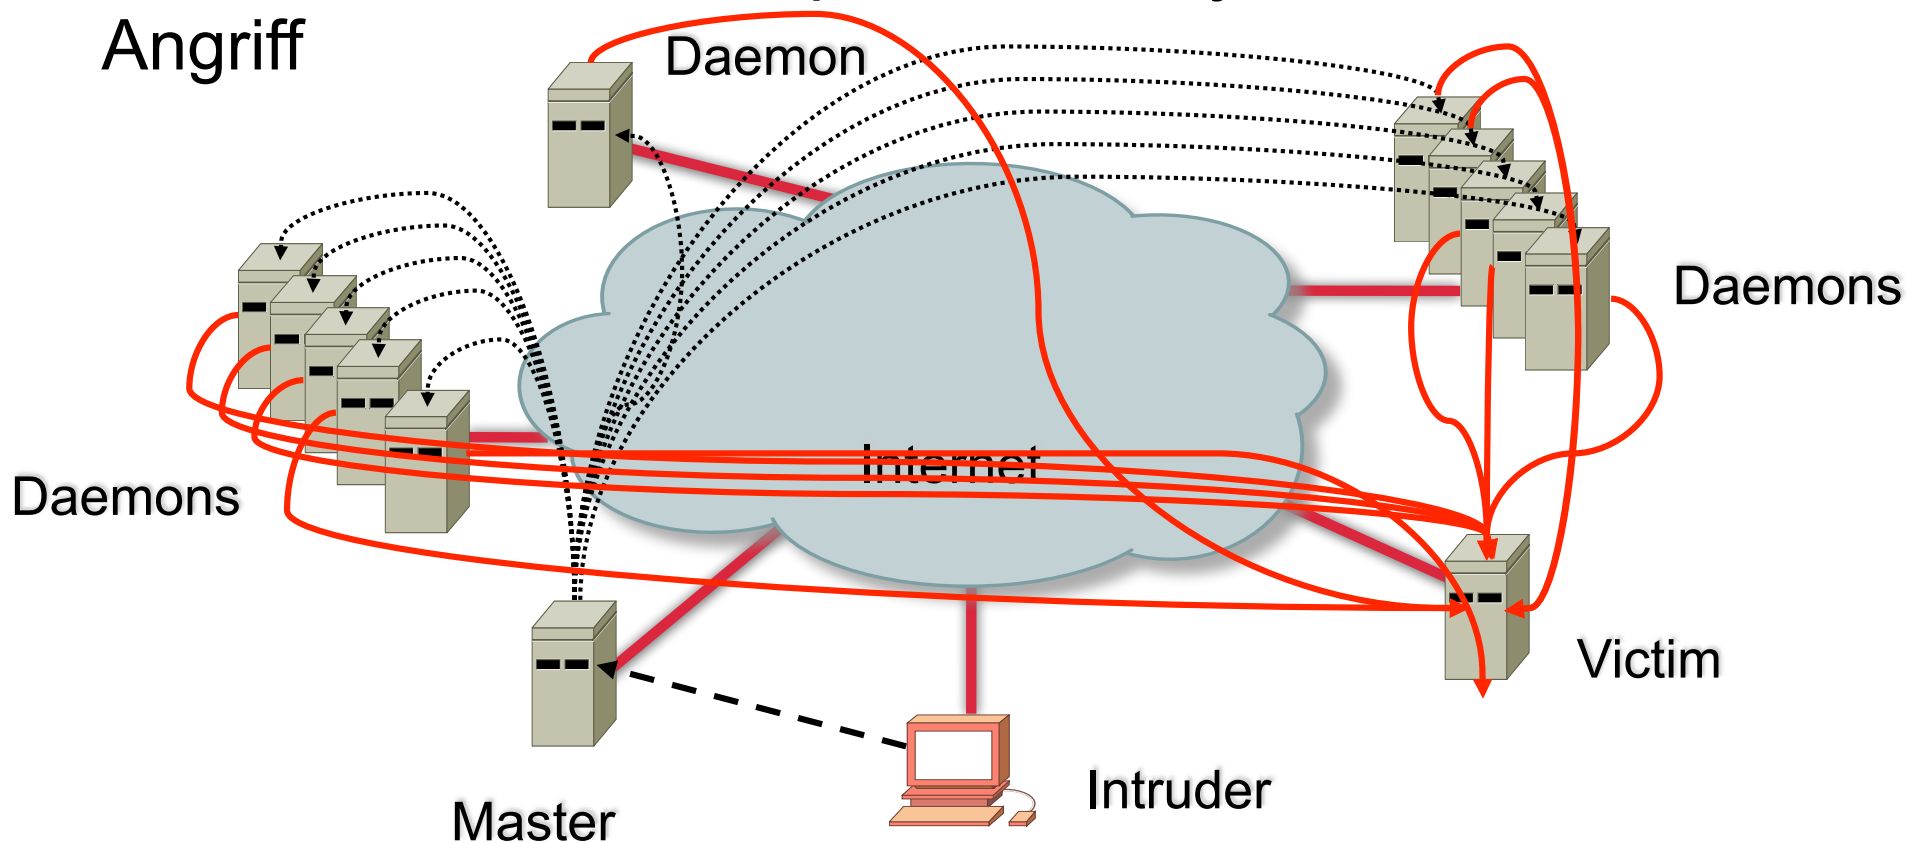 Angriff
Daemon
Daemons
Internet
Daemons
Victim
Intruder
Master